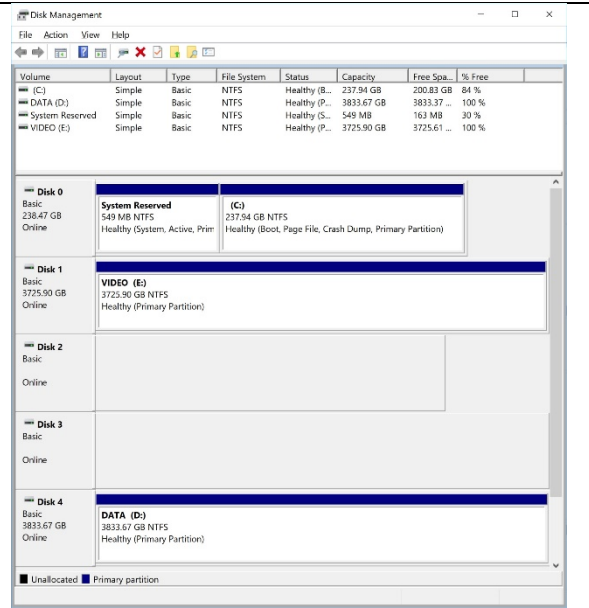 Disk Management
File Action View Help
Volume Layout Type File System Status Capacity Free Spa... % Free
(C:) Simple Basic NTFS Healthy (B... 237.94 GB 200.83 GB 84 %
DATA (D:) Simple Basic NTFS Healthy (P... 3833.67 GB 3833.37 ... 100 %
System Reserved Simple Basic NTFS Healthy (S... 549 MB 163 MB 30 %
VIDEO (E:) Simple Basic NTFS Healthy (P... 3725.90 GB 3725.61 ... 100 %
Disk 0
Basic
238.47 GB
Online
System Reserved
549 MB NTFS
Healthy (System, Active, Prim
(C:)
237.94 GB NTFS
Healthy (Boot, Page File, Crash Dump, Primary Partition)
Disk 1
Basic
3725.90 GB
Online
VIDEO (E:)
3725.90 GB NTFS
Healthy (Primary Partition)
Disk 2
Basic
Online
Disk 3
Basic
Online
Disk 4
Basic
3833.67 GB
Online
DATA (D:)
3833.67 GB NTFS
Healthy (Primary Partition)
Unallocated Primary partition